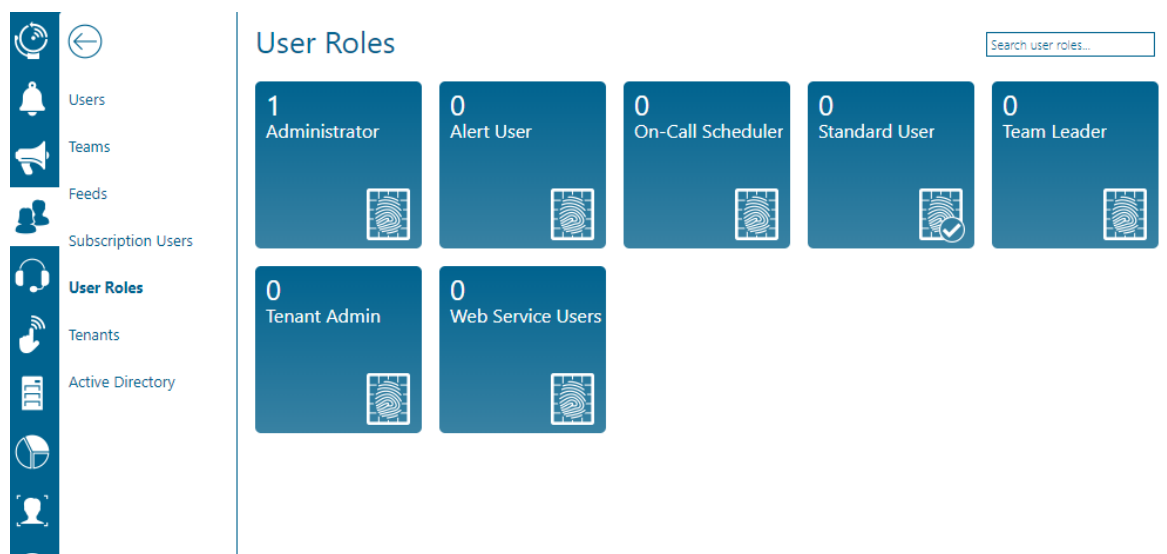 User Roles
Search user roles...
Users
Teams
Feeds
Subscription Users
User Roles
Tenants
Active Directory
1
Administrator
0
Alert User
0
On-Call Scheduler
0
Standard User
0
Team Leader
0
Tenant Admin
0
Web Service Users